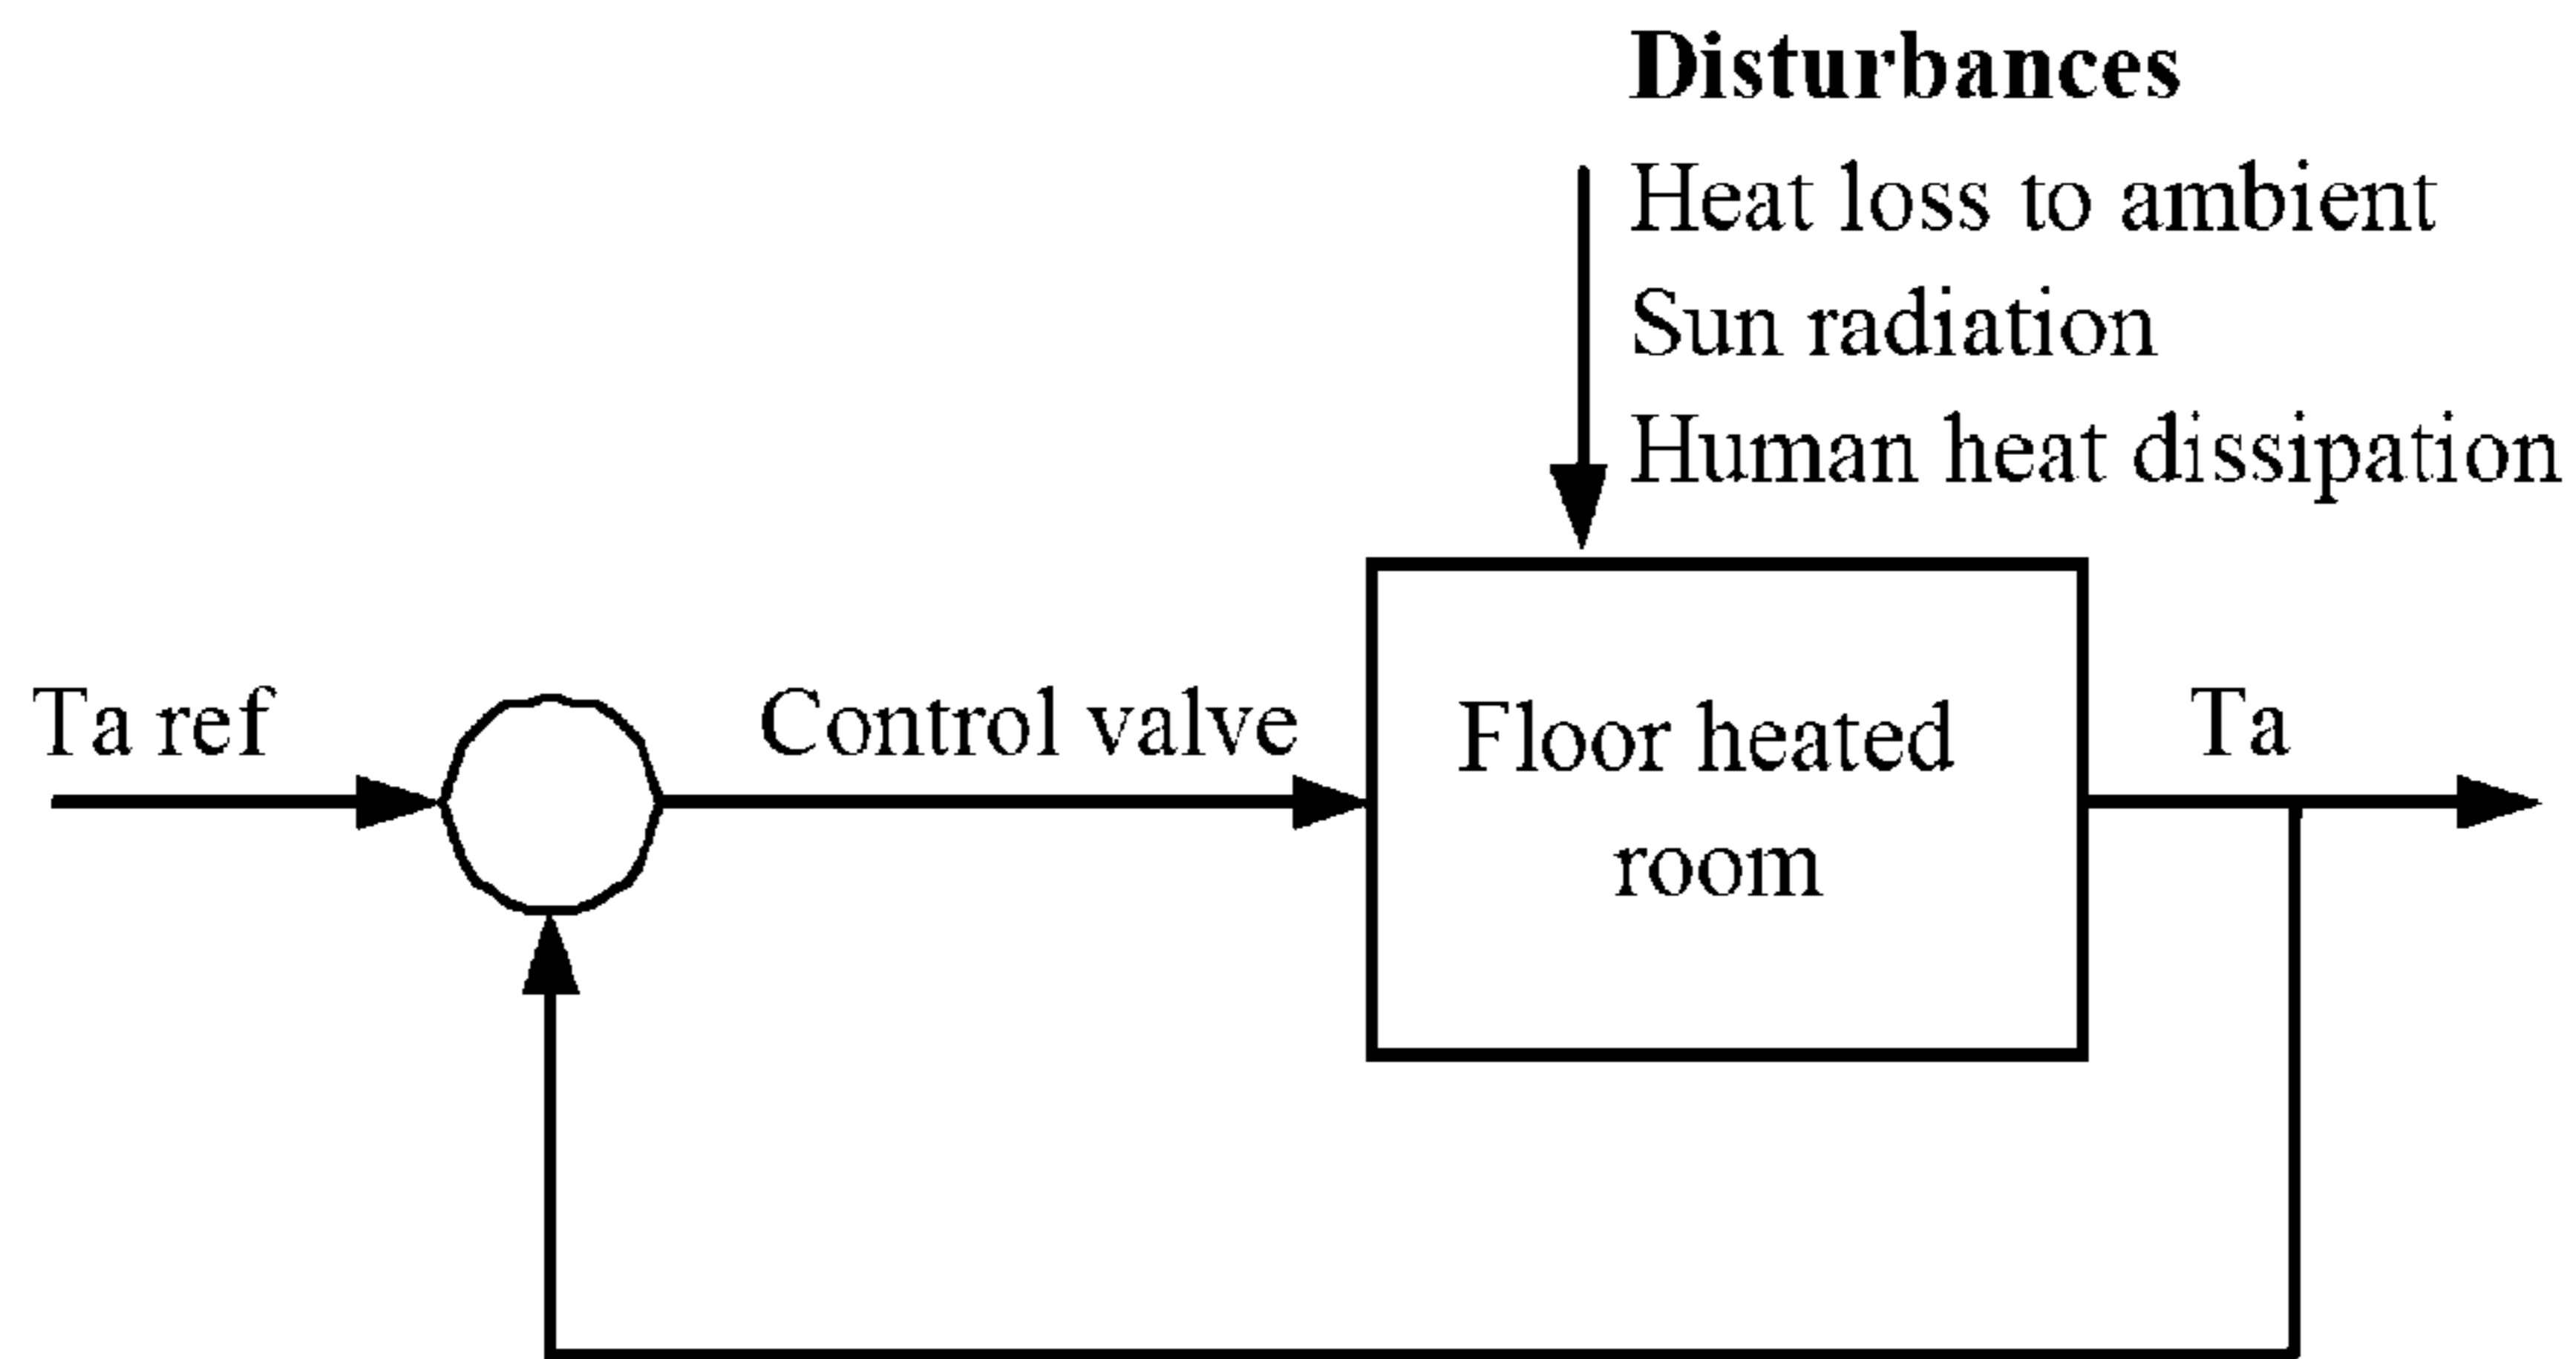 Disturbances
Heat loss to ambient
Sun radiation
Human heat dissipation
Ta ref
Control valve
Floor heated
room
Ta